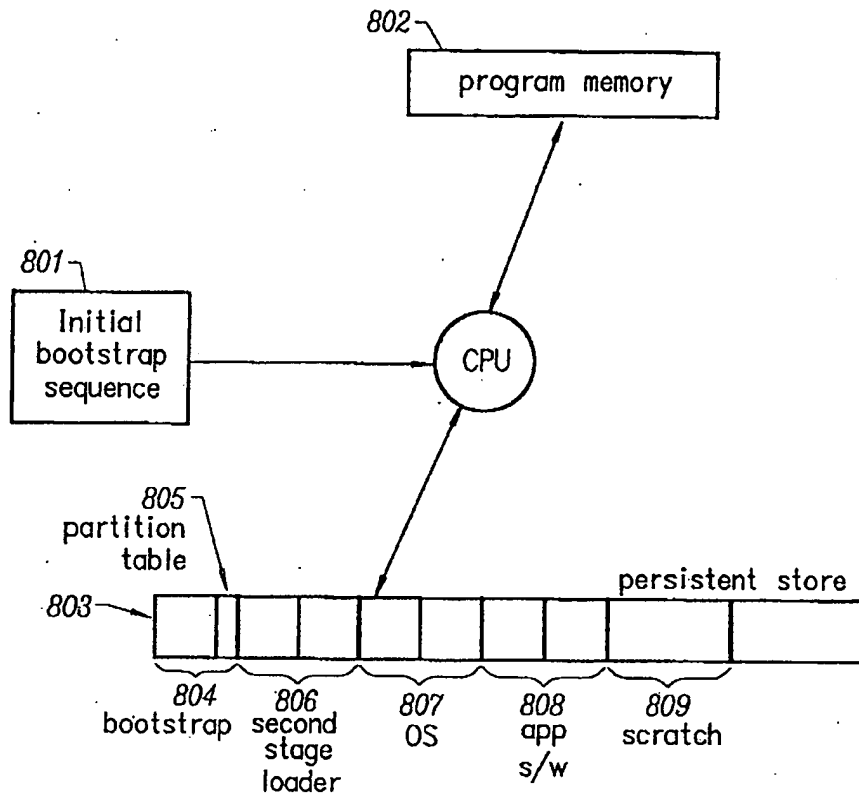 802
program memory
801
Initial
bootstrap
sequence
CPU
805
partition
table
803
persistent store
804
bootstrap
806
second
stage
loader
807
OS
808
app
s/w
809
scratch